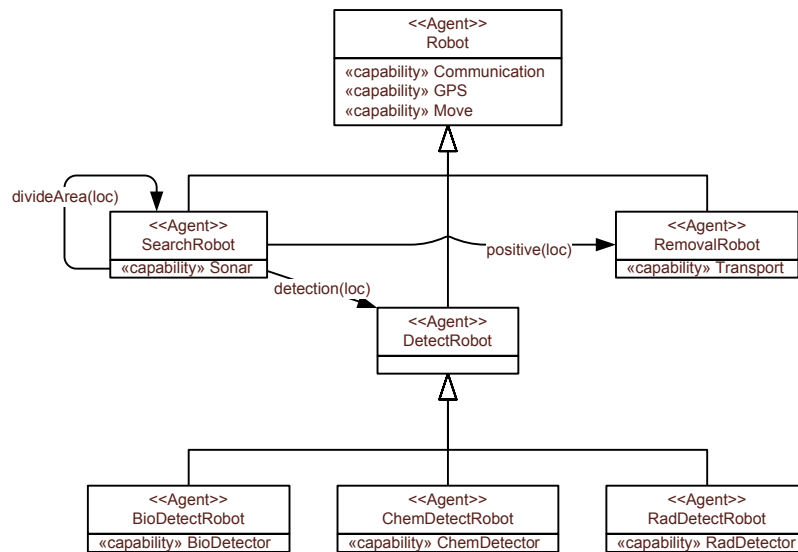 <<Agent>>
Robot
«capability» Communication
«capability» GPS
«capability» Move
divideArea(loc)
<<Agent>>
SearchRobot
«capability» Sonar
positive(loc)
<<Agent>>
RemovalRobot
«capability» Transport
detection(loc)
<<Agent>>
DetectRobot
<<Agent>>
BioDetectRobot
«capability» BioDetector
<<Agent>>
ChemDetectRobot
«capability» ChemDetector
<<Agent>>
RadDetectRobot
«capability» RadDetector